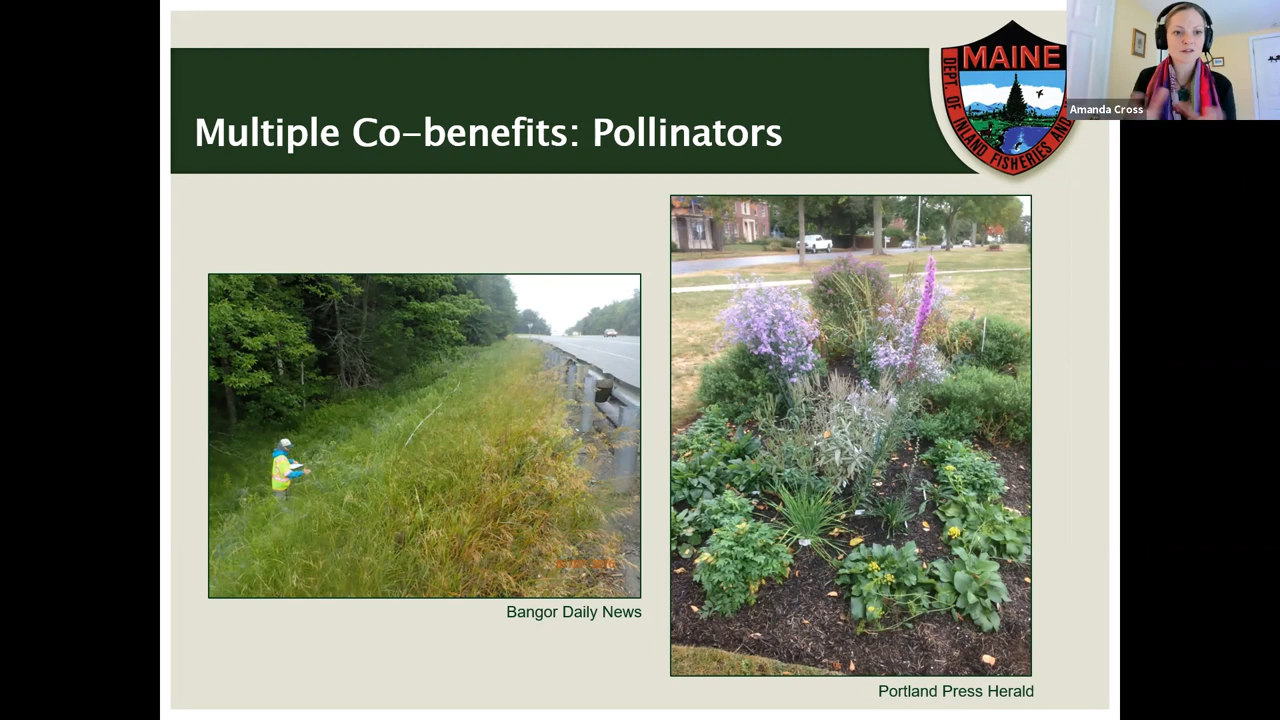 MAINE
DEPT. OF INLAND FISHERIES AND
Amanda Cross
Multiple Co-benefits: Pollinators
Bangor Daily News
Portland Press Herald